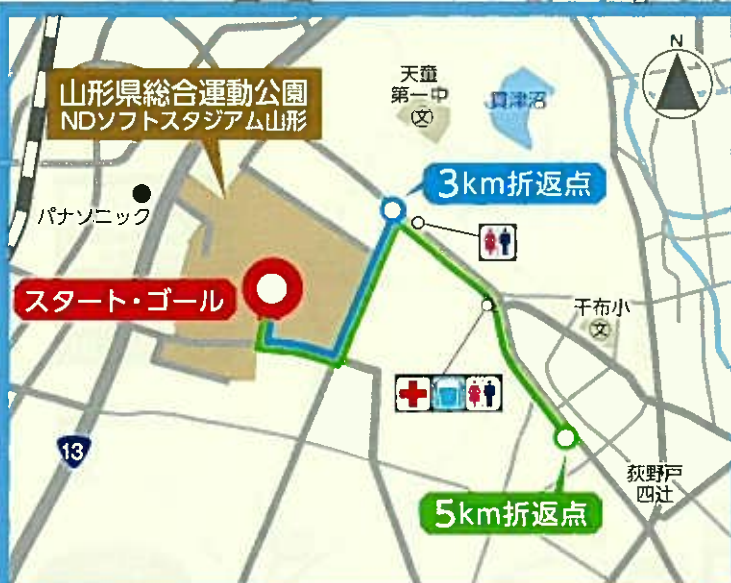 山形県総合運動公園
NDソフトスタジアム山形
天童
第一中
文
貫津沼
N
3km折返点
パナソニック
スタート・ゴール
干布小
文
13
荻野戸
四辻
5km折返点